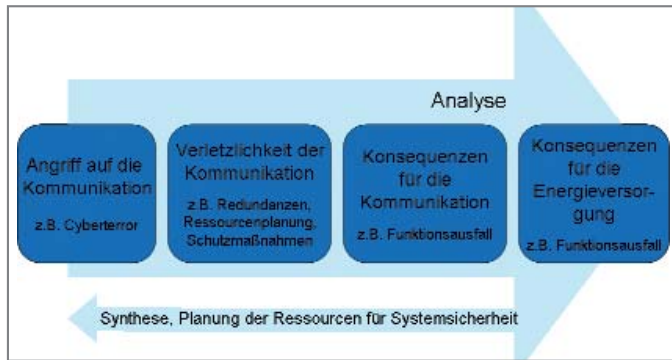 Analyse
Angriff auf die
Kommunikation
z.B. Cyberterror
Verletzlichkeit der
Kommunikation
z.B. Redundanzen,
Ressourcenplanung,
Schutzmaßnahmen
Konsequenzen
für die
Kommunikation
z.B. Funktionsausfall
Konsequenzen
für die
Energieversor-
gung
z.B. Funktionsausfall
Synthese, Planung der Ressourcen für Systemsicherheit